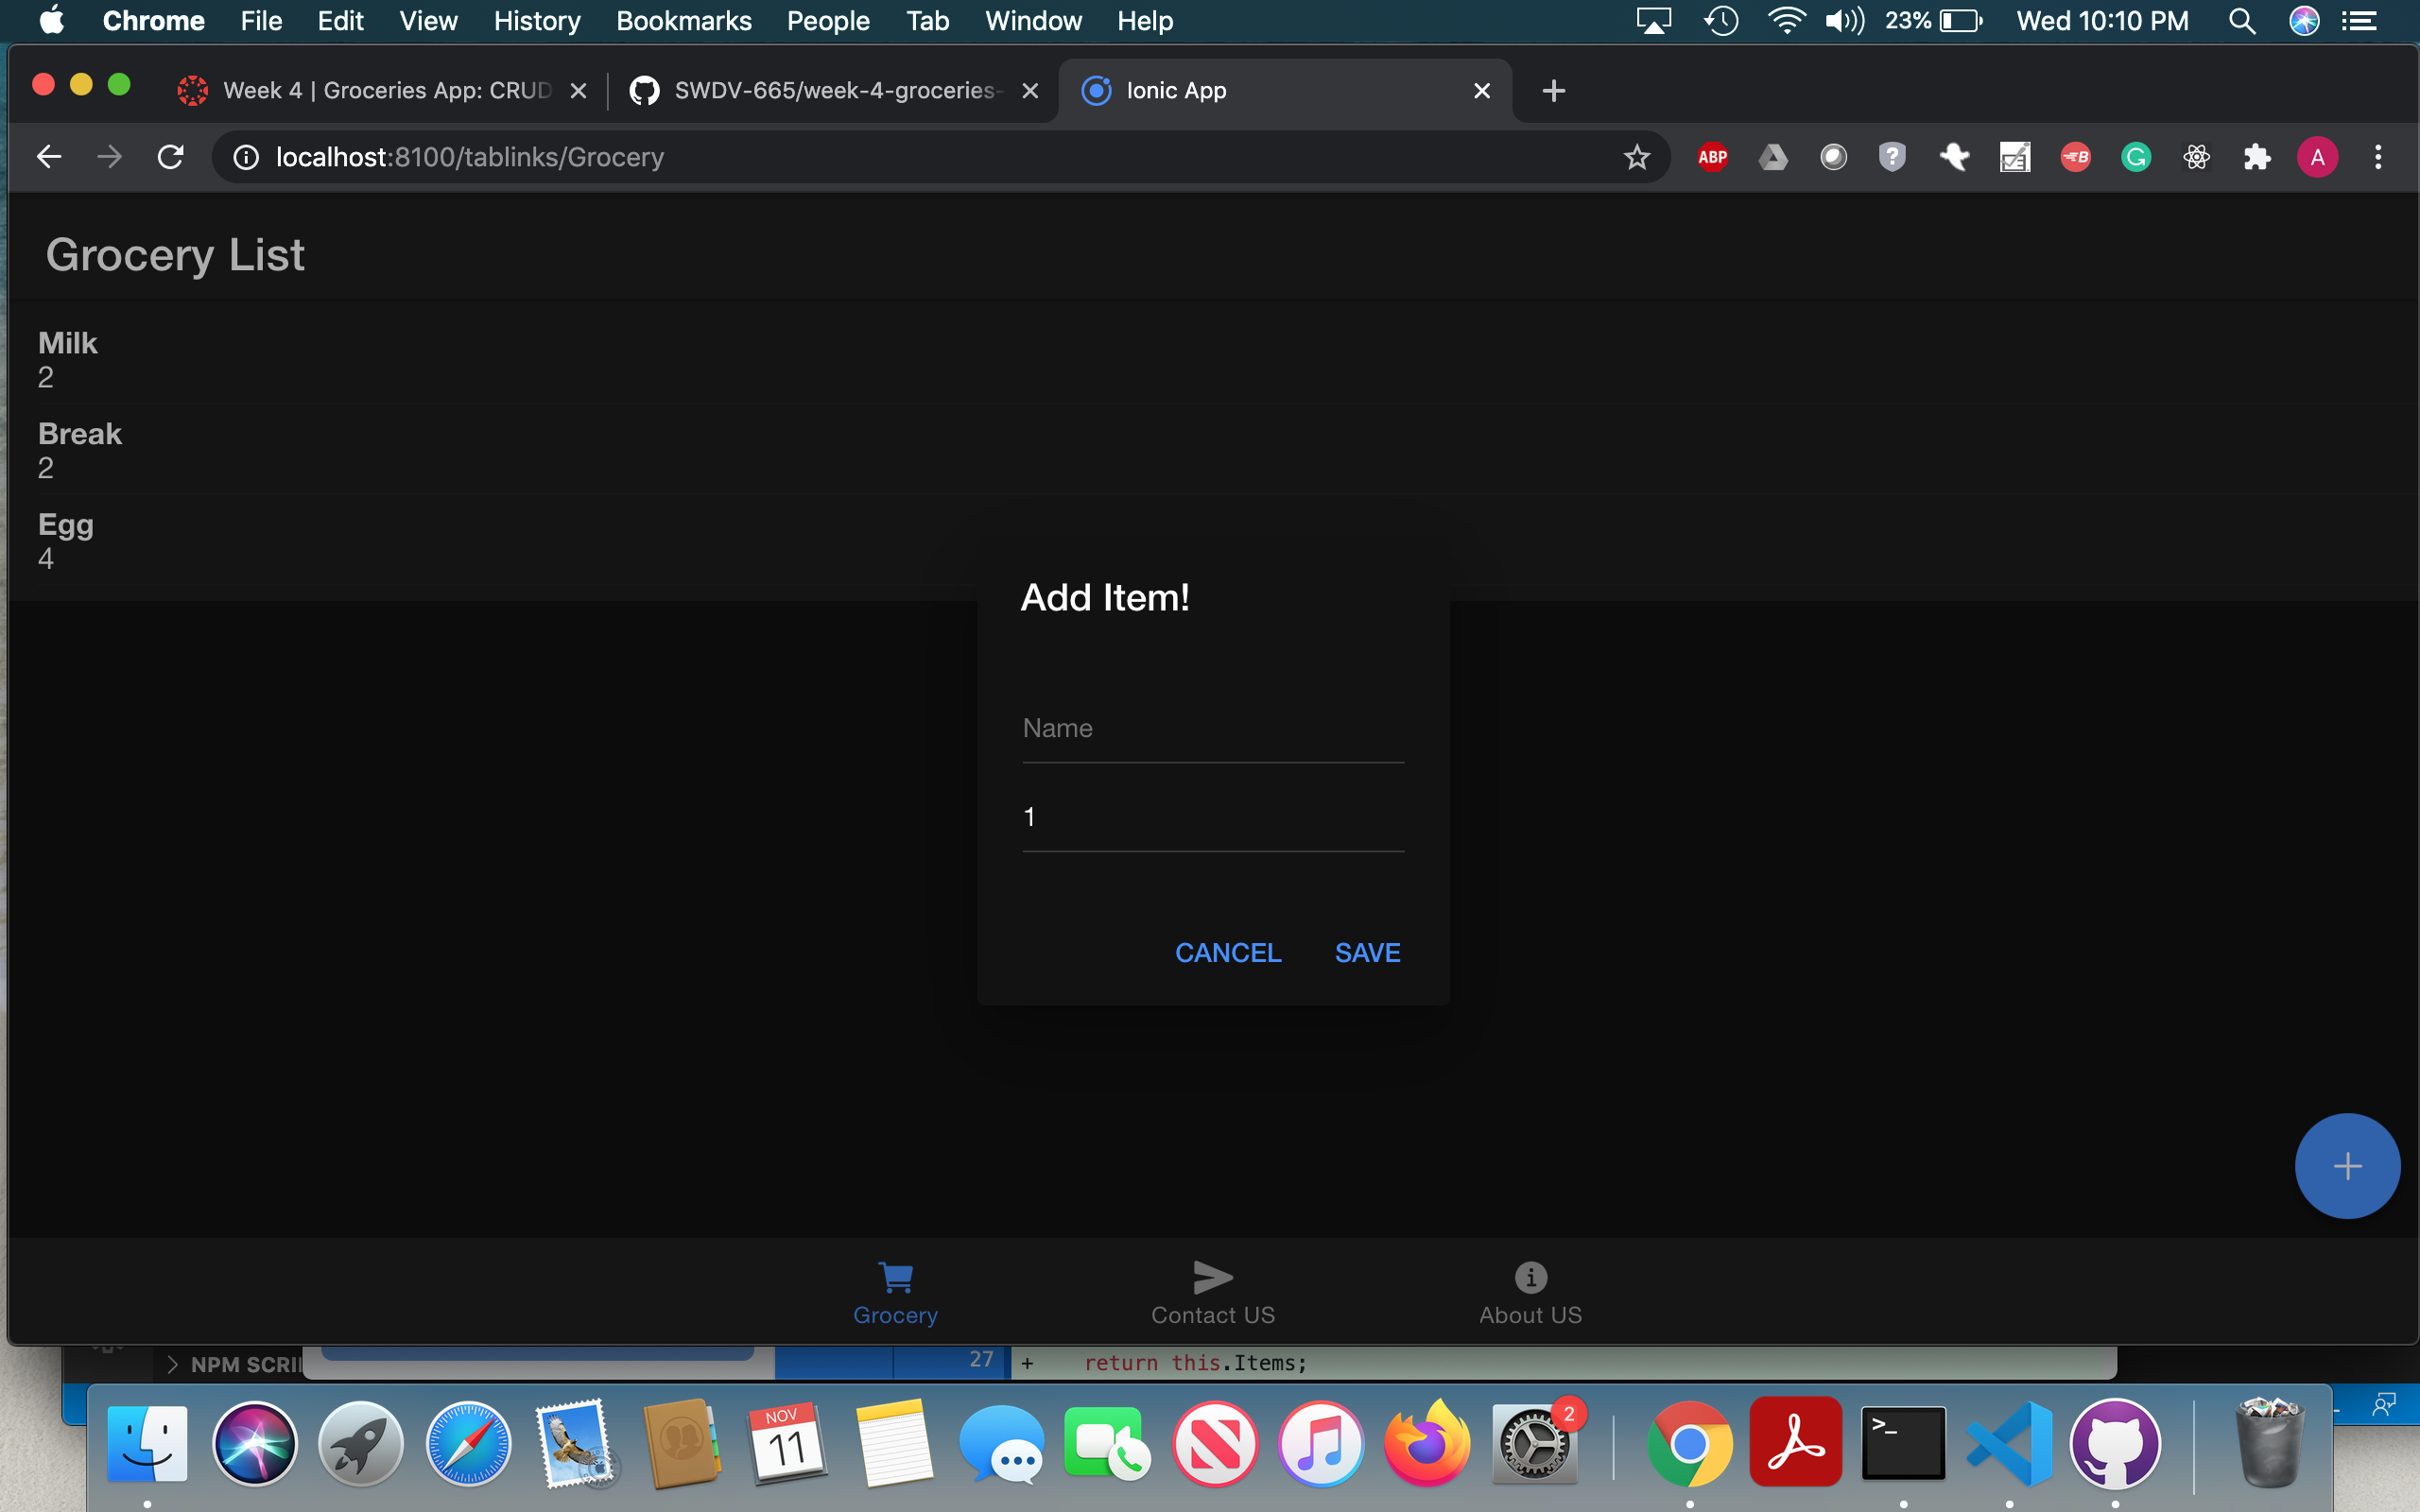 Chrome File Edit View History Bookmarks People Tab Window Help 23% Wed 10:10 PM
Week 4 | Groceries App: CRUD SWDV-665/week-4-groceries- Ionic App
localhost:8100/tablinks/Grocery ABP A
Grocery List
Milk
2
Break
2
Egg
4
Add Item!
Name
1
CANCEL SAVE
Grocery Contact US About US
NPM SCRI 27 + return this.Items;
NOV
11
2
>_